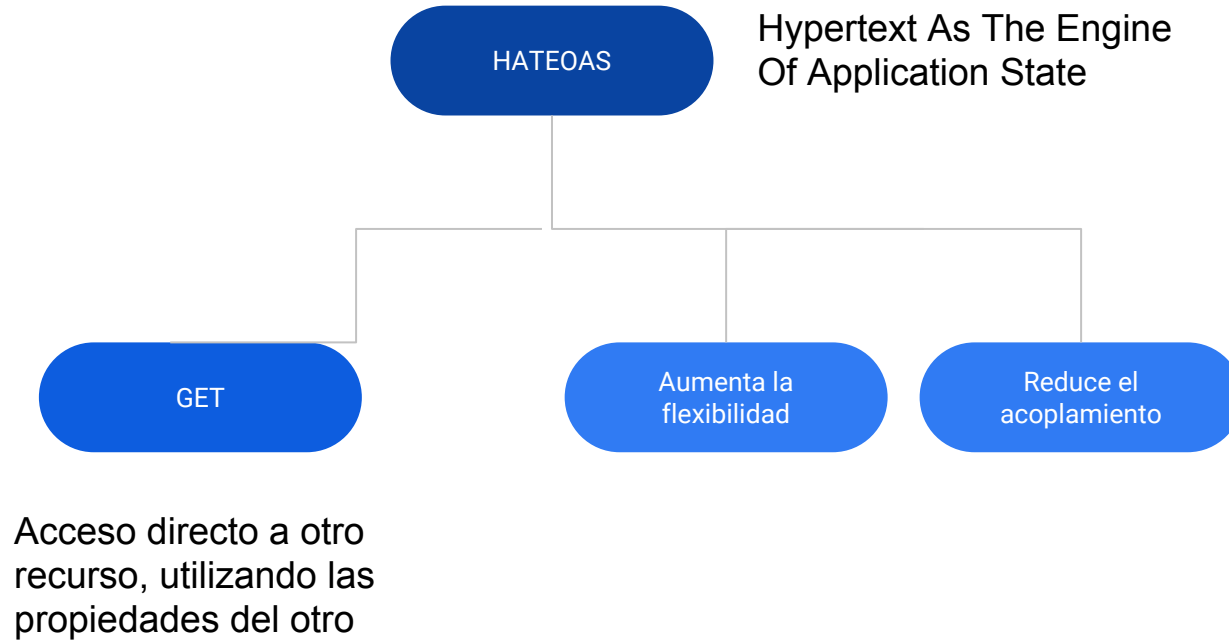 HATEOAS
Hypertext As The Engine
Of Application State
GET
Aumenta la
flexibilidad
Reduce el
acoplamiento
Acceso directo a otro
recurso, utilizando las
propiedades del otro